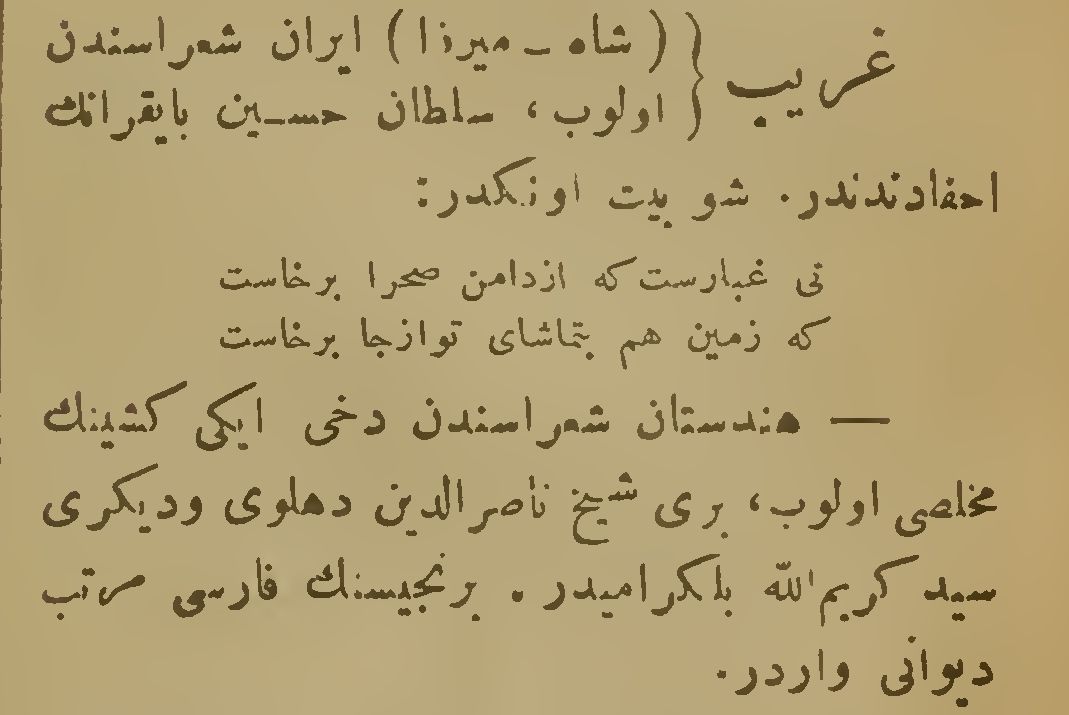 غریب { ( شاه ـ میرزا ) ایران شعراسندن
اولوب، سلطان حسـین بایقرانك
احفادندندر. شو بیت اونكدر:
نی غبارست که ازدامن صحرا برخاست
که زمین هم بتماشای توازجا برخاست
— هندستان شعراسندن دخی ایکی کشینك
مخلصی اولوب، بری شیخ ناصرالدین دهلوی ودیکری
سید کریم الله بلکرامیدر. برنجیسنك فارسی مرتب
دیوانی واردر.